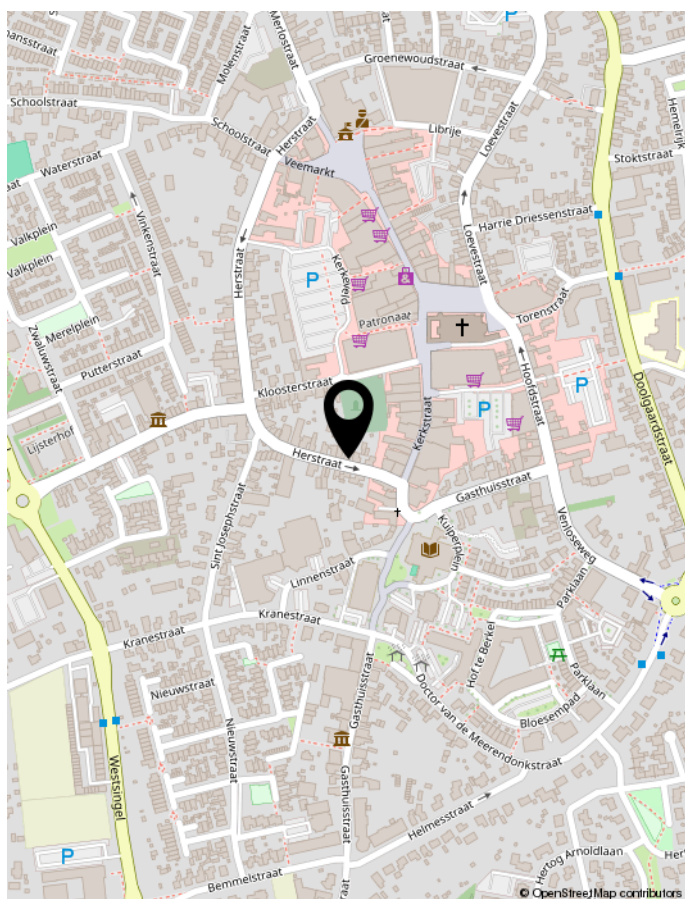 Merlostraat
Molenstraat
Groenewoudstraat
P
Hemelrijk
Schoolstraat
Schoolstraat
Herstraat
Librije
Loevestraat
Stoktstraat
Waterstraat
Veemarkt
Valkplein
Vinkenstraat
Harrie Driessenstraat
Loevestraat
Valkplein
Herstraat
Kerkeveld
P
Merelplein
Patronaat
Torenstraat
Zwaluwstraat
Putterstraat
Kloosterstraat
P
Hoofdstraat
Doolgaardstraat
P
Kerkstraat
Lijsterhof
Herstraat
Gasthuisstraat
Sint Josephstraat
Kuiperplein
Venloseweg
Linnenstraat
Parklaan
Kranestraat
Kranestraat
Hof te Berkel
Nieuwstraat
Parklaan
Gasthuisstraat
Doctor van de Meerendonkstraat
Bloesempad
Nieuwstraat
Westsingel
Gasthuisstraat
Helmesstraat
P
Hertog Arnoldlaan
Bemmelstraat
© OpenStreetMap contributors